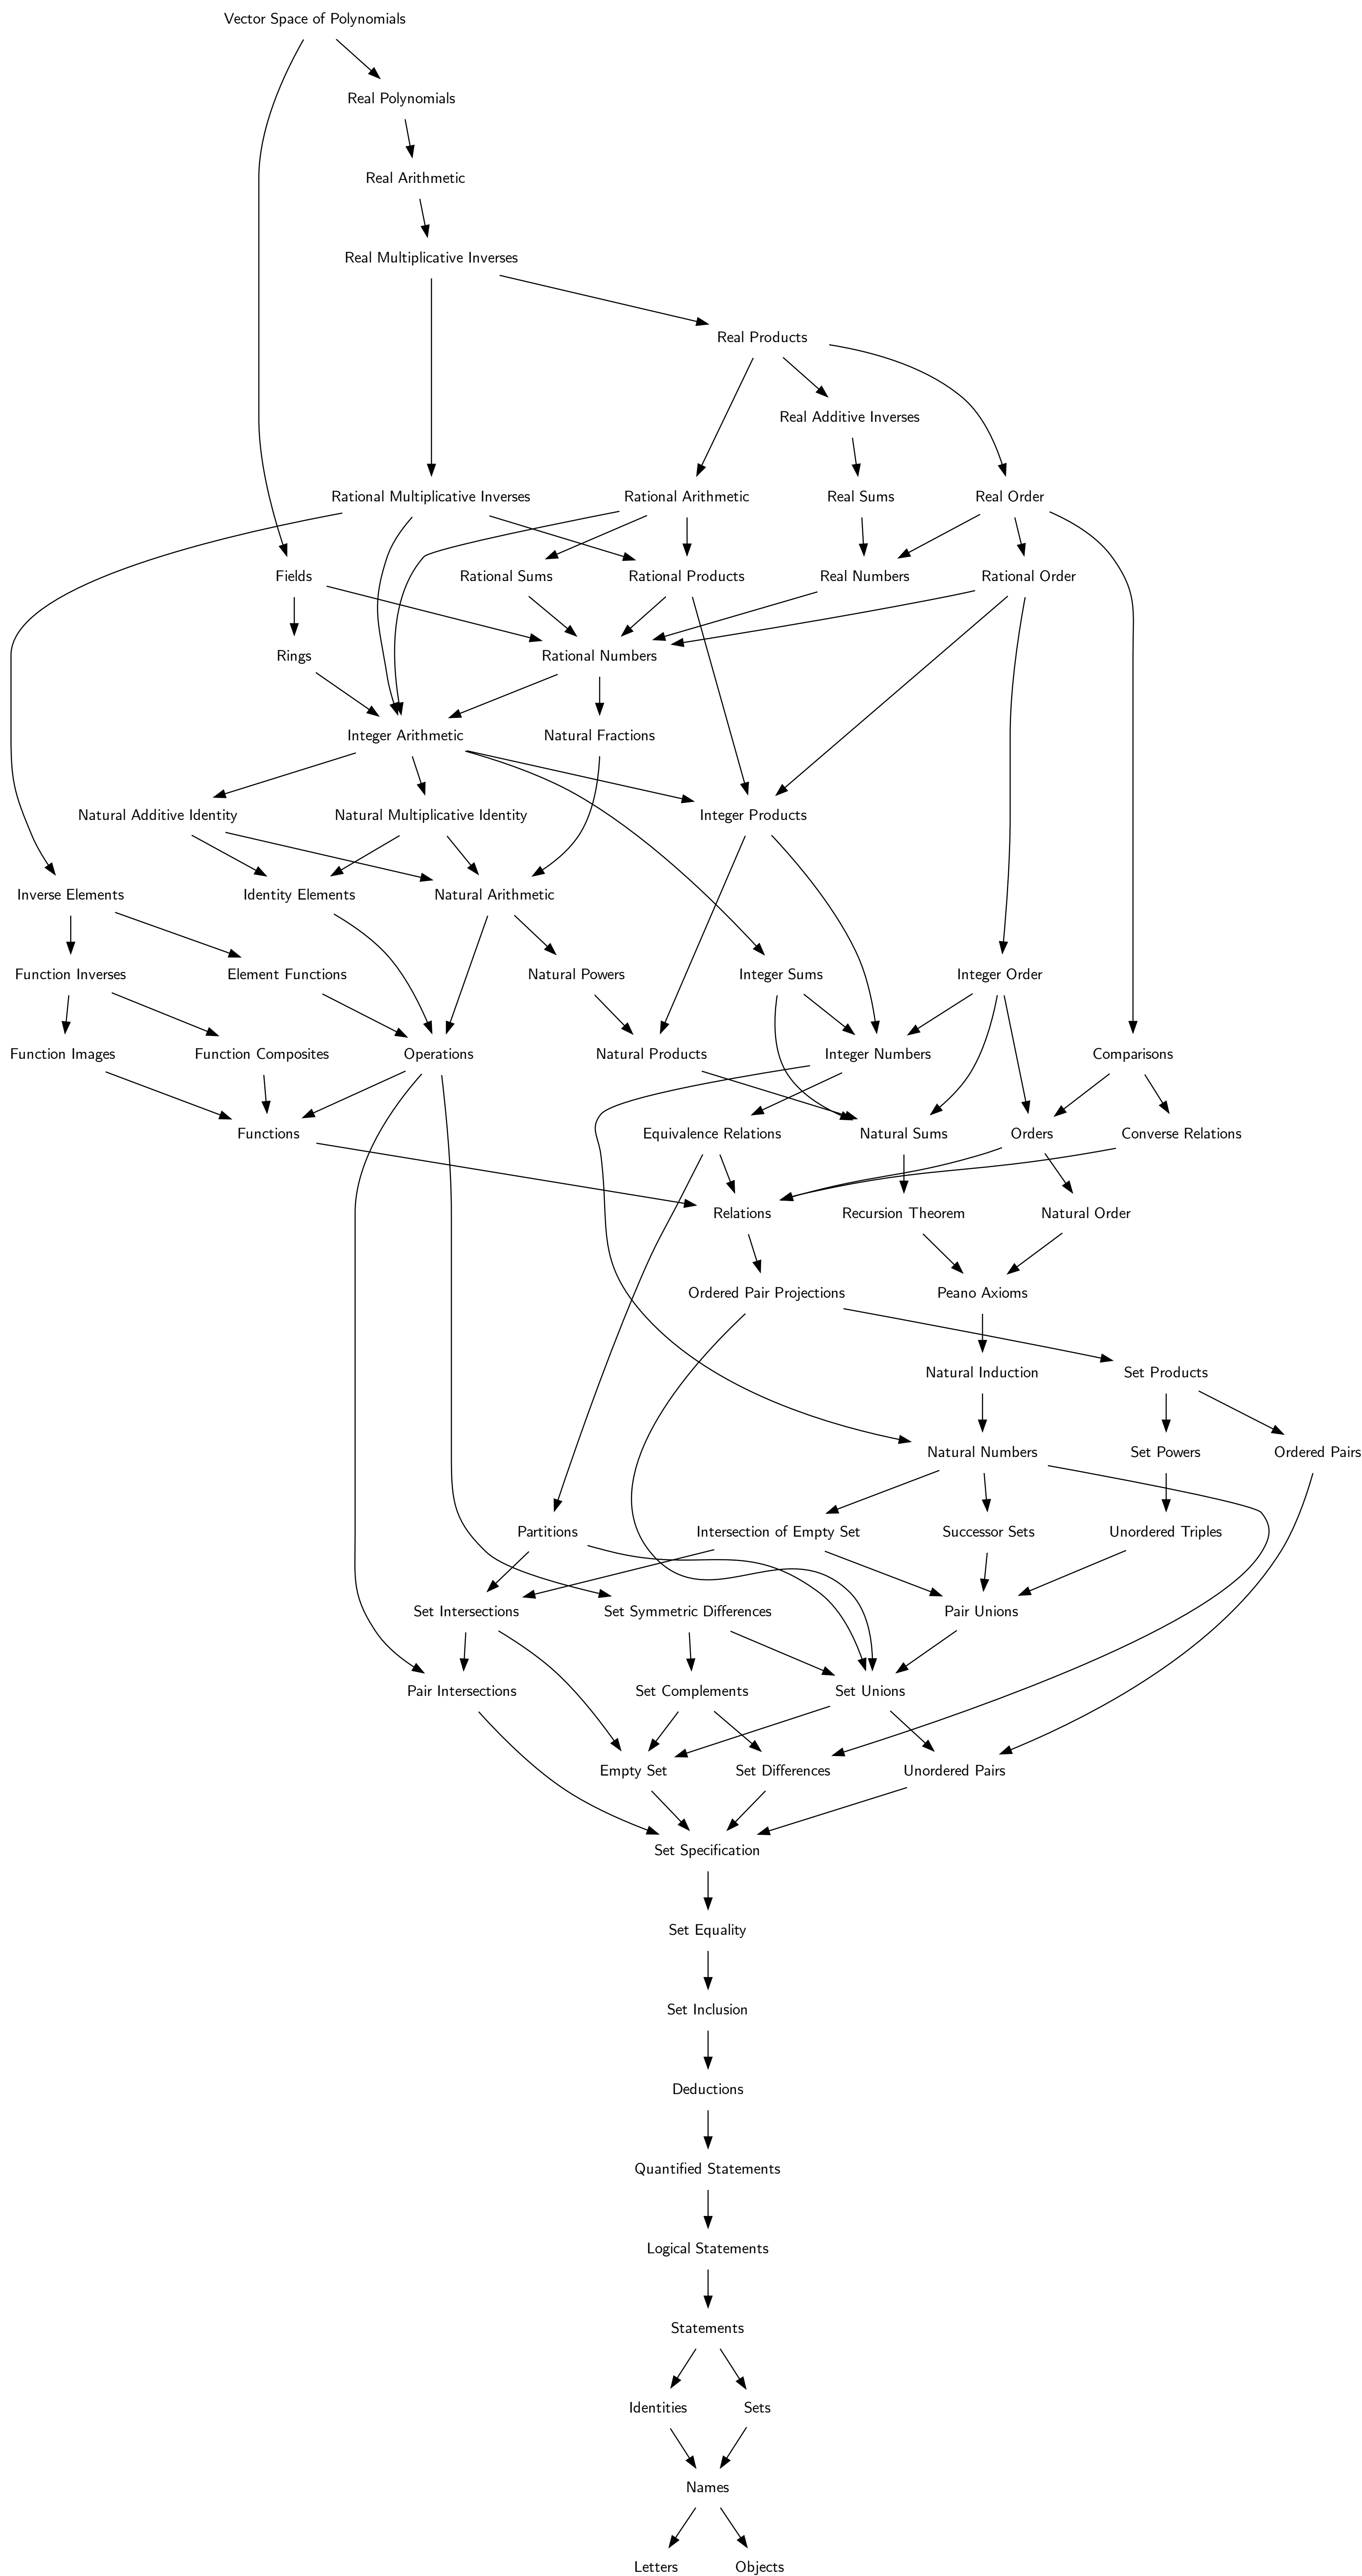 Vector Space of Polynomials
Real Polynomials
Real Arithmetic
Real Multiplicative Inverses
Real Products
Real Additive Inverses
Rational Multiplicative Inverses
Rational Arithmetic
Real Sums
Real Order
Fields
Rational Sums
Rational Products
Real Numbers
Rational Order
Rings
Rational Numbers
Integer Arithmetic
Natural Fractions
Natural Additive Identity
Natural Multiplicative Identity
Integer Products
Inverse Elements
Identity Elements
Natural Arithmetic
Function Inverses
Element Functions
Natural Powers
Integer Sums
Integer Order
Function Images
Function Composites
Operations
Natural Products
Integer Numbers
Comparisons
Functions
Equivalence Relations
Natural Sums
Orders
Converse Relations
Relations
Recursion Theorem
Natural Order
Ordered Pair Projections
Peano Axioms
Natural Induction
Set Products
Natural Numbers
Set Powers
Ordered Pairs
Partitions
Intersection of Empty Set
Successor Sets
Unordered Triples
Set Intersections
Set Symmetric Differences
Pair Unions
Pair Intersections
Set Complements
Set Unions
Empty Set
Set Differences
Unordered Pairs
Set Specification
Set Equality
Set Inclusion
Deductions
Quantified Statements
Logical Statements
Statements
Identities
Sets
Names
Letters
Objects